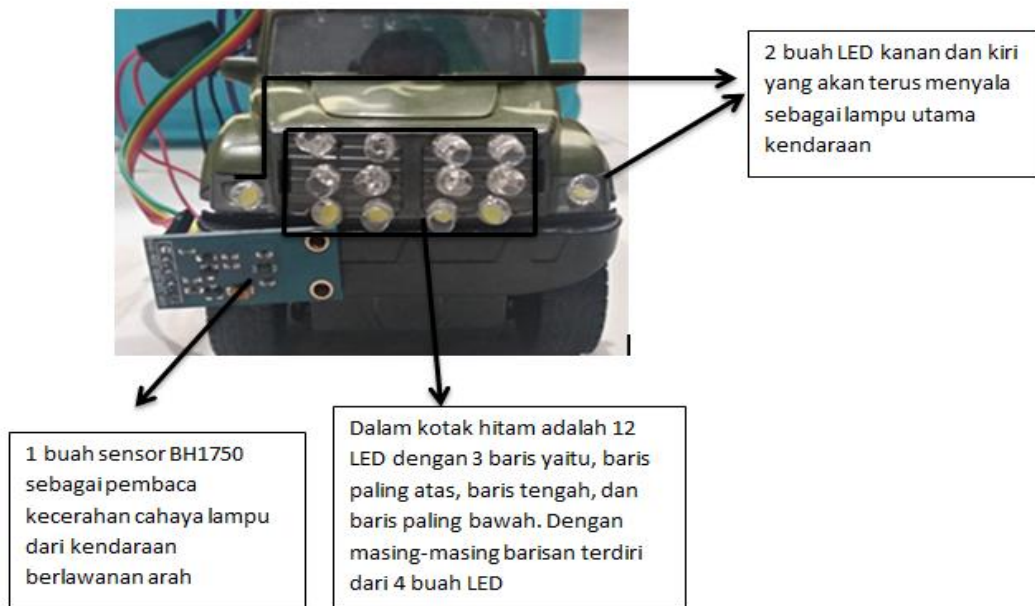 2 buah LED kanan dan kiri
yang akan terus menyala
sebagai lampu utama
kendaraan
1 buah sensor BH1750
sebagai pembaca
kecerahan cahaya lampu
dari kendaraan
berlawanan arah
Dalam kotak hitam adalah 12
LED dengan 3 baris yaitu, baris
paling atas, baris tengah, dan
baris paling bawah. Dengan
masing-masing barisan terdiri
dari 4 buah LED